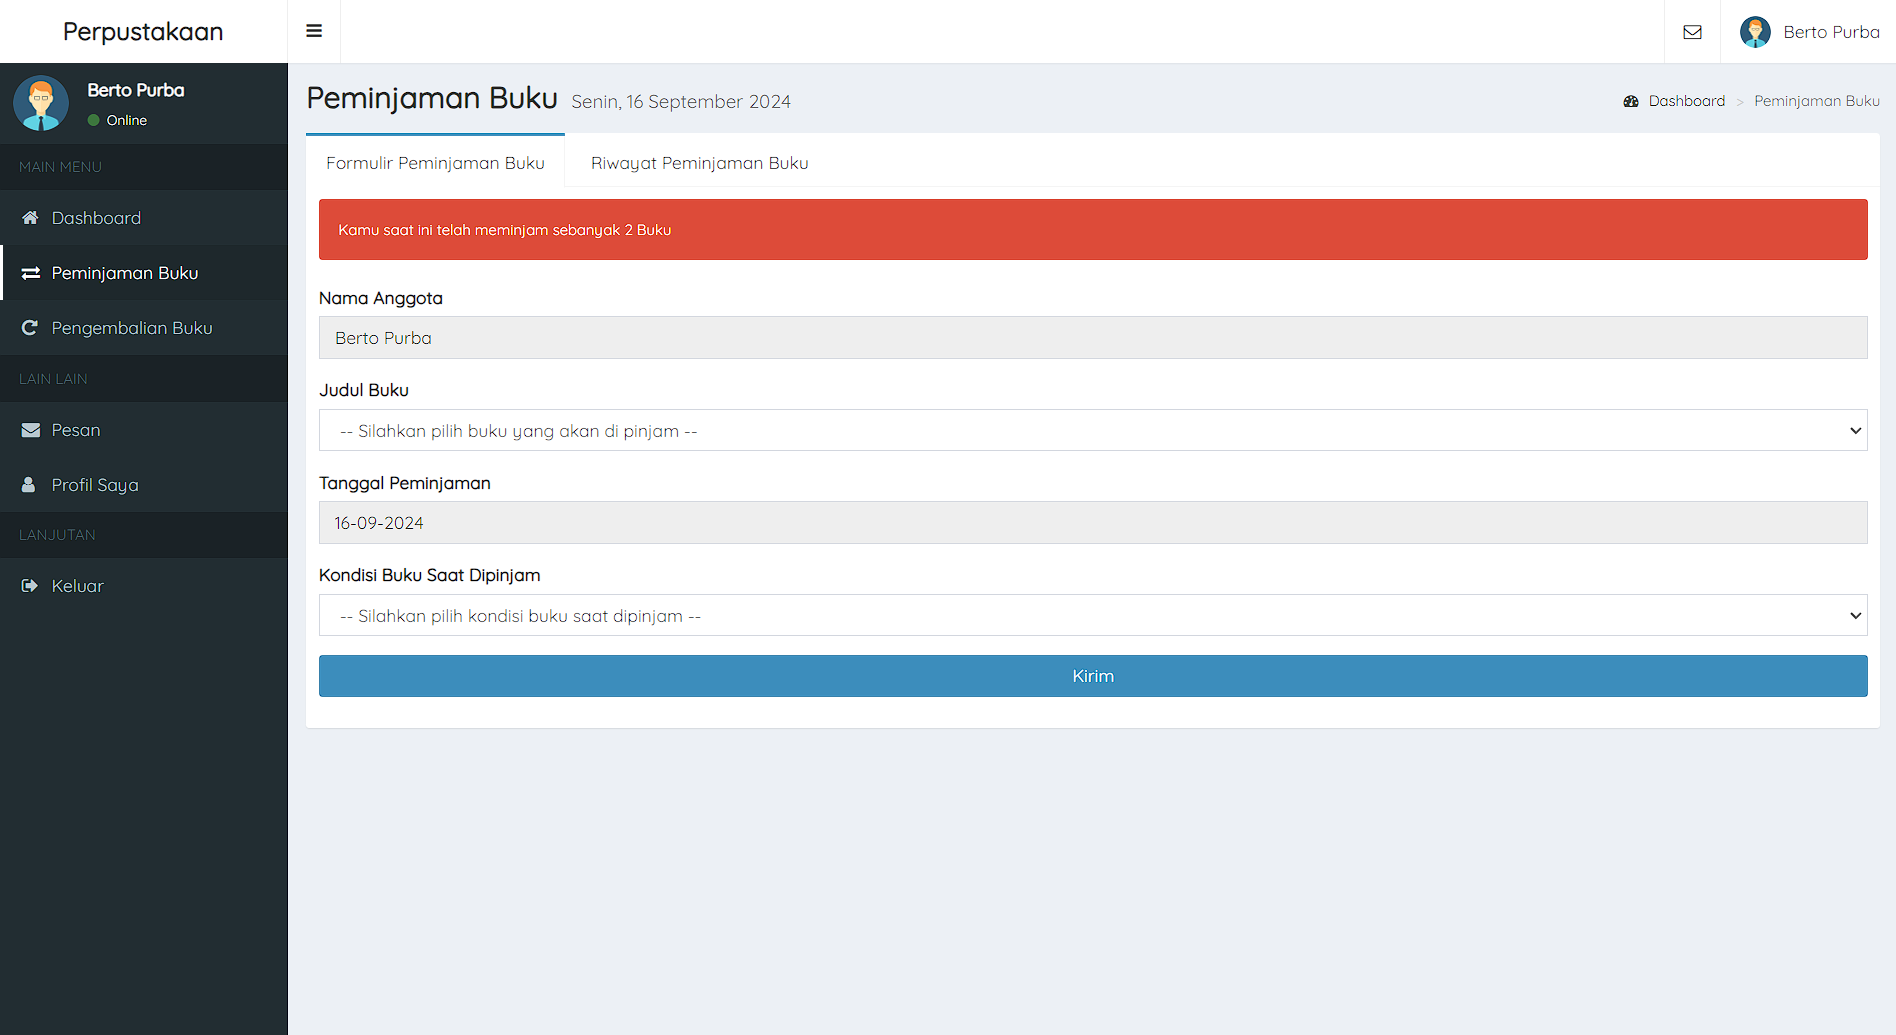 Perpustakaan
Berto Purba
Berto Purba
Online
MAIN MENU
Dashboard
Peminjaman Buku
Pengembalian Buku
LAIN LAIN
Pesan
Profil Saya
LANJUTAN
Keluar
Peminjaman Buku Senin, 16 September 2024
Dashboard > Peminjaman Buku
Formulir Peminjaman Buku Riwayat Peminjaman Buku
Kamu saat ini telah meminjam sebanyak 2 Buku
Nama Anggota
Berto Purba
Judul Buku
-- Silahkan pilih buku yang akan di pinjam --
Tanggal Peminjaman
16-09-2024
Kondisi Buku Saat Dipinjam
-- Silahkan pilih kondisi buku saat dipinjam --
Kirim